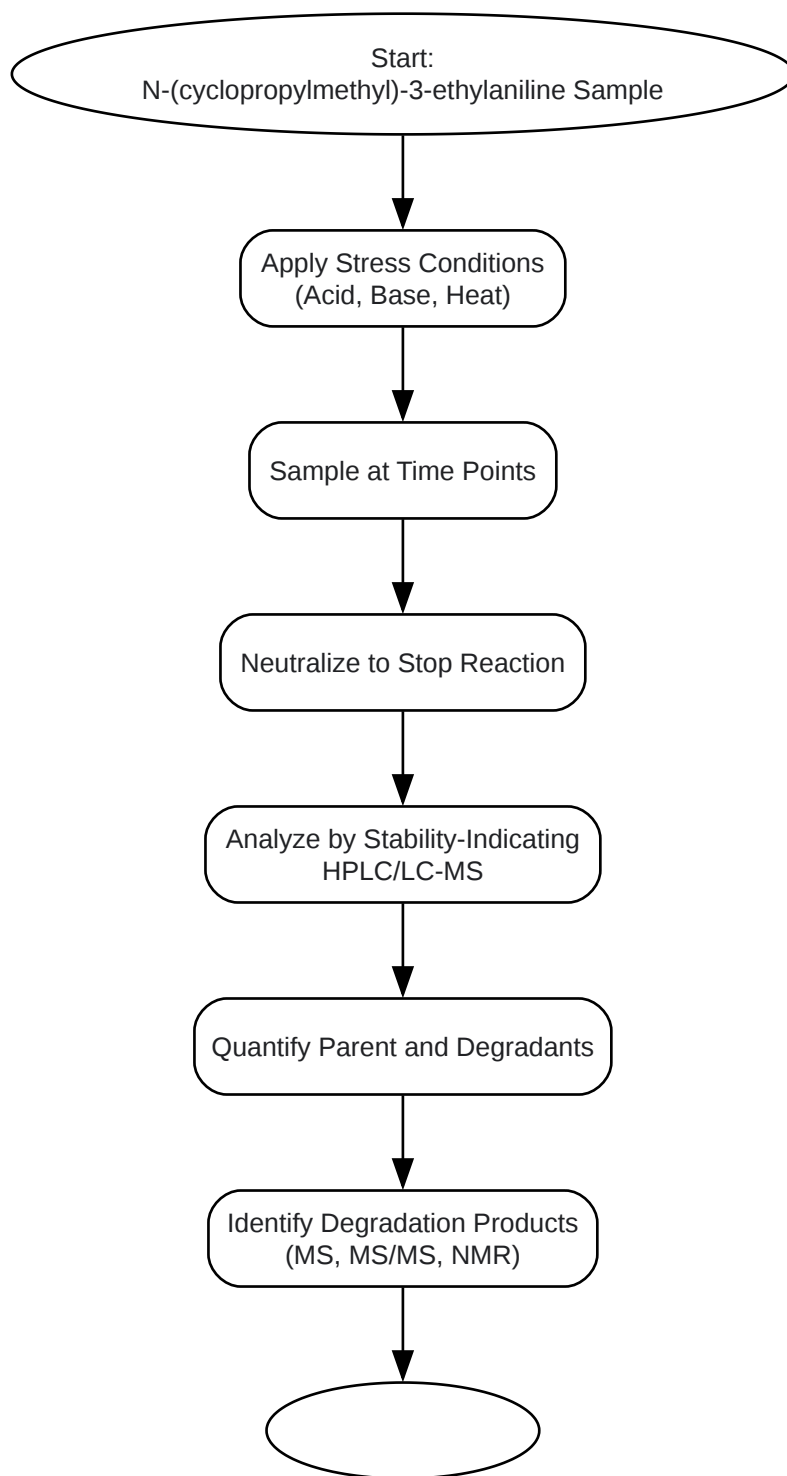 Start:
N-(cyclopropylmethyl)-3-ethylaniline Sample
Apply Stress Conditions
(Acid, Base, Heat)
Sample at Time Points
Neutralize to Stop Reaction
Analyze by Stability-Indicating
HPLC/LC-MS
Quantify Parent and Degradants
Identify Degradation Products
(MS, MS/MS, NMR)